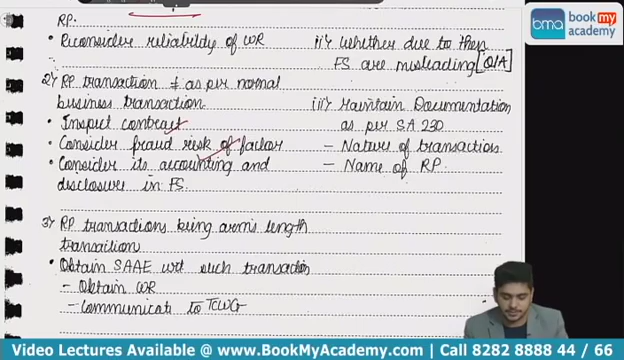 RP.
• Reconsider reliability of WR
2) RP transaction ≠ as per normal
business transaction
• Inspect contract
• Consider fraud risk of factor
• Consider its accounting and
disclosure in FS.
3) RP transactions being arm's length
transaction
• Obtain SAAE wrt such transaction
– Obtain WR
– Communicate to TCWG
ii) Whether due to them
FS are misleading [Q/A]
iii) Maintain Documentation
as per SA 230
– Nature of transactions
– Name of RP.
bma book my academy
Video Lectures Available @ www.BookMyAcademy.com | Call 8282 8888 44 / 66